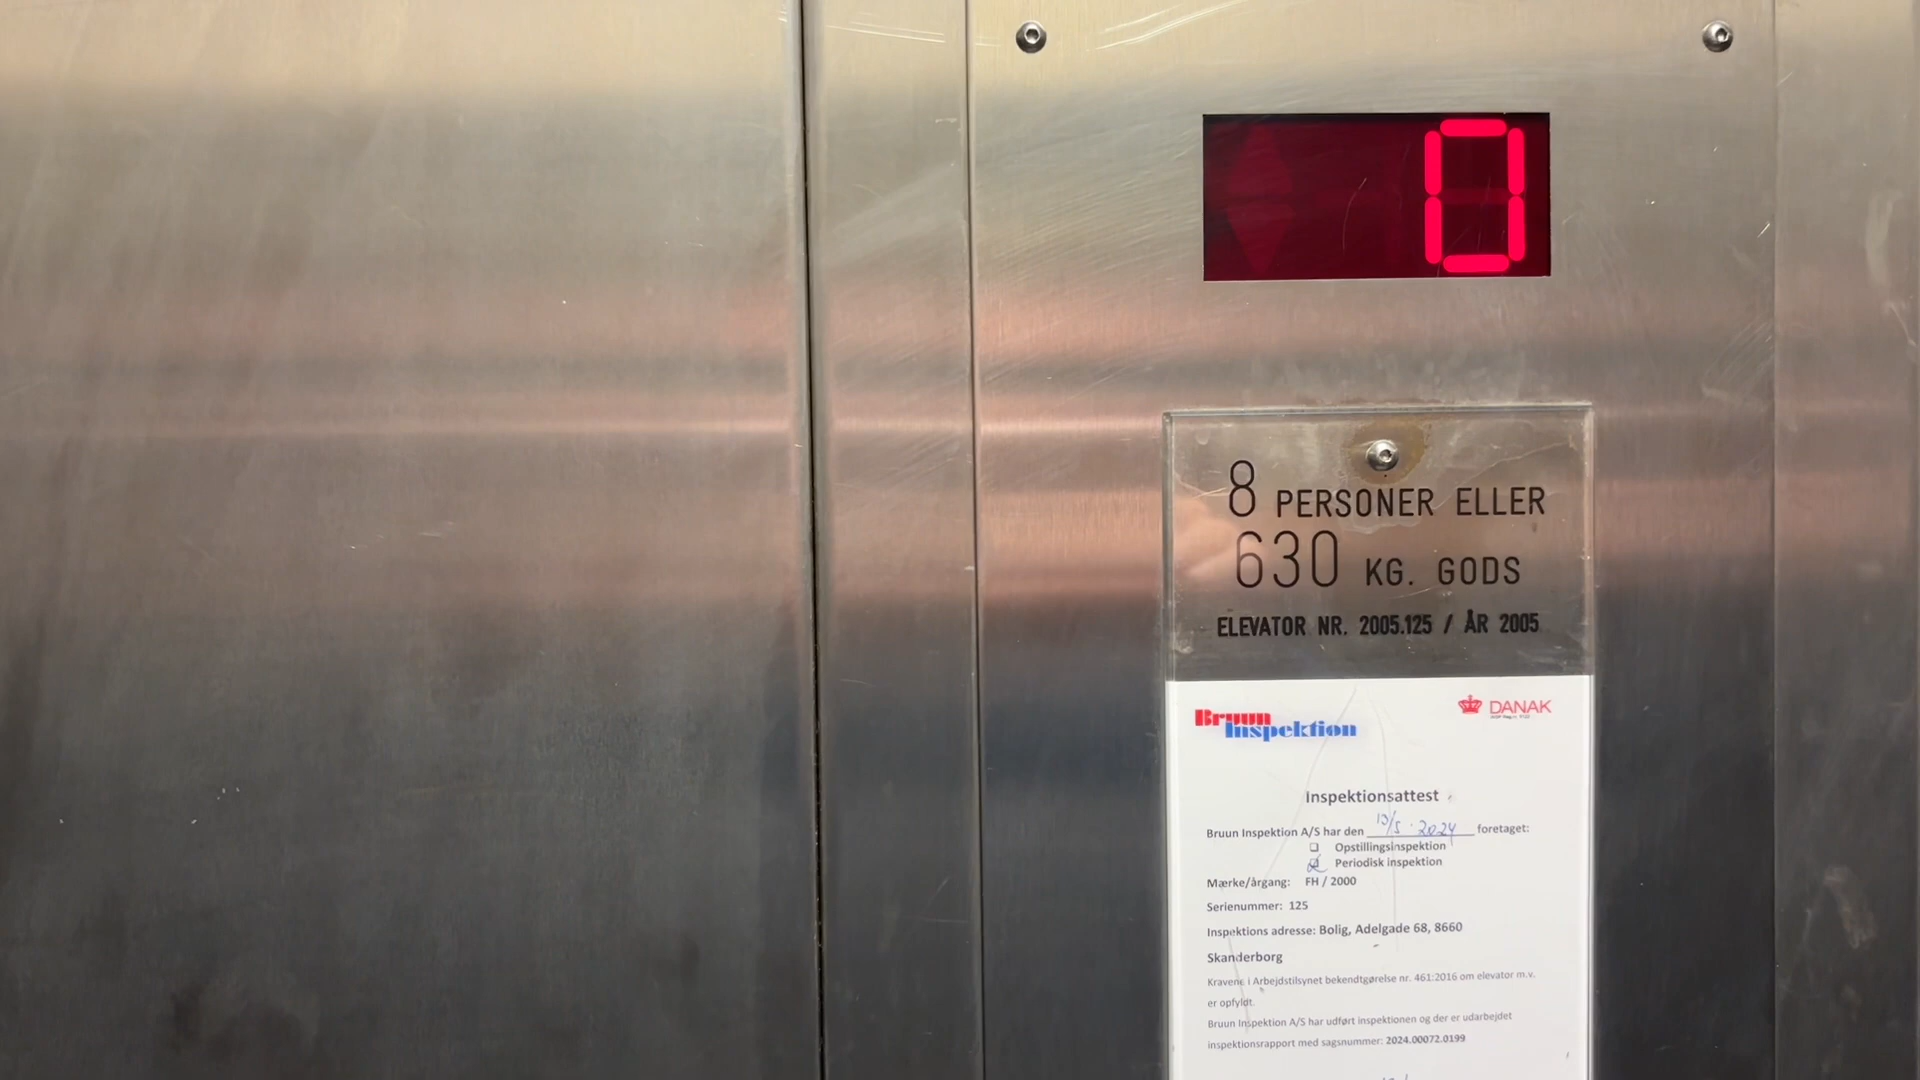 0
8 PERSONER ELLER
630 KG. GODS
ELEVATOR NR. 2005.125 / ÅR 2005
Bruun
Inspektion
DANAK
Inspektionsattest
Bruun Inspektion A/S har den 13/5 2024 foretaget:
Opstillingsinspektion
Periodisk inspektion
Mærke/årgang: FH / 2000
Serienummer: 125
Inspektions adresse: Bolig, Adelgade 68, 8660
Skanderborg
Kravene i Arbejdstilsynet bekendtgørelse nr. 461:2016 om elevator m.v.
er opfyldt.
Bruun Inspektion A/S har udført inspektionen og der er udarbejdet
inspektionsrapport med sagsnummer: 2024.00072.0199